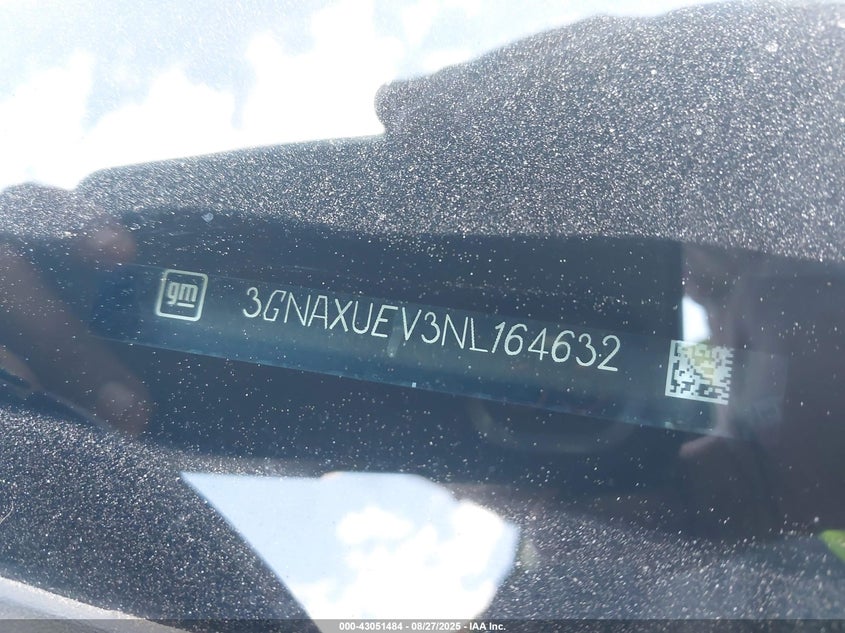 gm 3GNAXUEV3NL164632
000-43051484 - 08/27/2025 - IAA Inc.